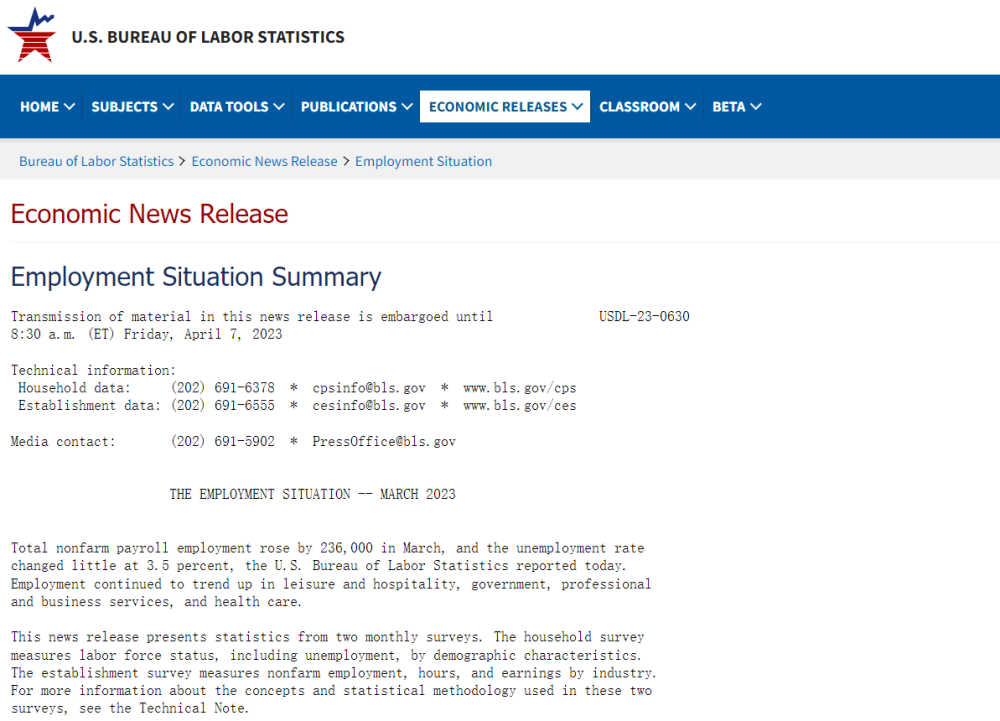 U.S. BUREAU OF LABOR STATISTICS
HOME SUBJECTS DATA TOOLS PUBLICATIONS ECONOMIC RELEASES CLASSROOM BETA
Bureau of Labor Statistics > Economic News Release > Employment Situation
Economic News Release
Employment Situation Summary
Transmission of material in this news release is embargoed until USDL-23-0630
8:30 a.m. (ET) Friday, April 7, 2023
Technical information:
Household data: (202) 691-6378 * cpsinfo@bls.gov * www.bls.gov/cps
Establishment data: (202) 691-6555 * cesinfo@bls.gov * www.bls.gov/ces
Media contact: (202) 691-5902 * PressOffice@bls.gov
THE EMPLOYMENT SITUATION -- MARCH 2023
Total nonfarm payroll employment rose by 236,000 in March, and the unemployment rate
changed little at 3.5 percent, the U.S. Bureau of Labor Statistics reported today.
Employment continued to trend up in leisure and hospitality, government, professional
and business services, and health care.
This news release presents statistics from two monthly surveys. The household survey
measures labor force status, including unemployment, by demographic characteristics.
The establishment survey measures nonfarm employment, hours, and earnings by industry.
For more information about the concepts and statistical methodology used in these two
surveys, see the Technical Note.